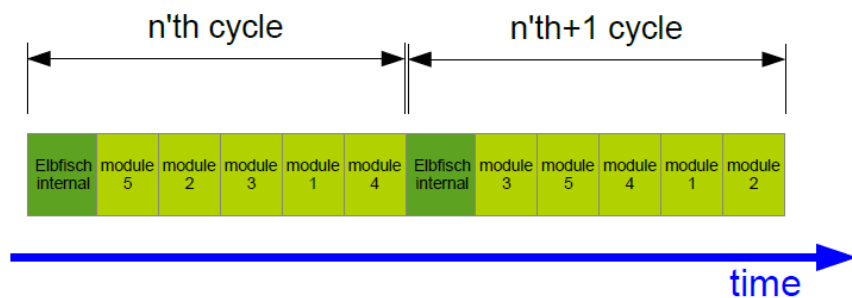 n'th cycle
n'th+1 cycle
Elbfisch
internal
module
5
module
2
module
3
module
1
module
4
Elbfisch
internal
module
3
module
5
module
4
module
1
module
2
time